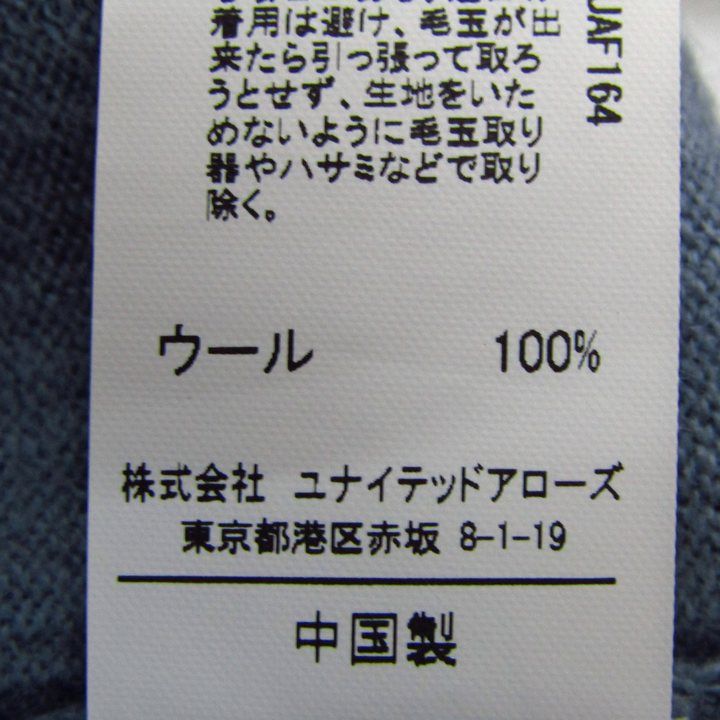 着用は避け、毛玉が出
来たら引っ張って取ろ
うとせず、生地をいた
めないように毛玉取り
器やハサミなどで取り
除く。
ウール 100%
株式会社 ユナイテッドアローズ
東京都港区赤坂 8-1-19
中国製
UAF164